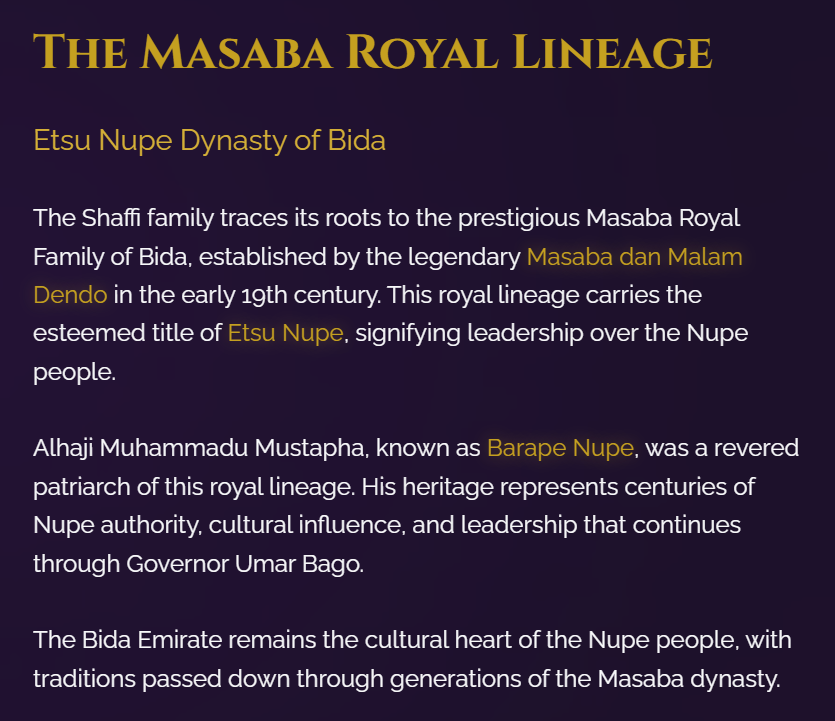 The Masaba Royal Lineage
Etsu Nupe Dynasty of Bida
The Shaffi family traces its roots to the prestigious Masaba Royal
Family of Bida, established by the legendary Masaba dan Malam
Dendo in the early 19th century. This royal lineage carries the
esteemed title of Etsu Nupe, signifying leadership over the Nupe
people.
Alhaji Muhammadu Mustapha, known as Barape Nupe, was a revered
patriarch of this royal lineage. His heritage represents centuries of
Nupe authority, cultural influence, and leadership that continues
through Governor Umar Bago.
The Bida Emirate remains the cultural heart of the Nupe people, with
traditions passed down through generations of the Masaba dynasty.